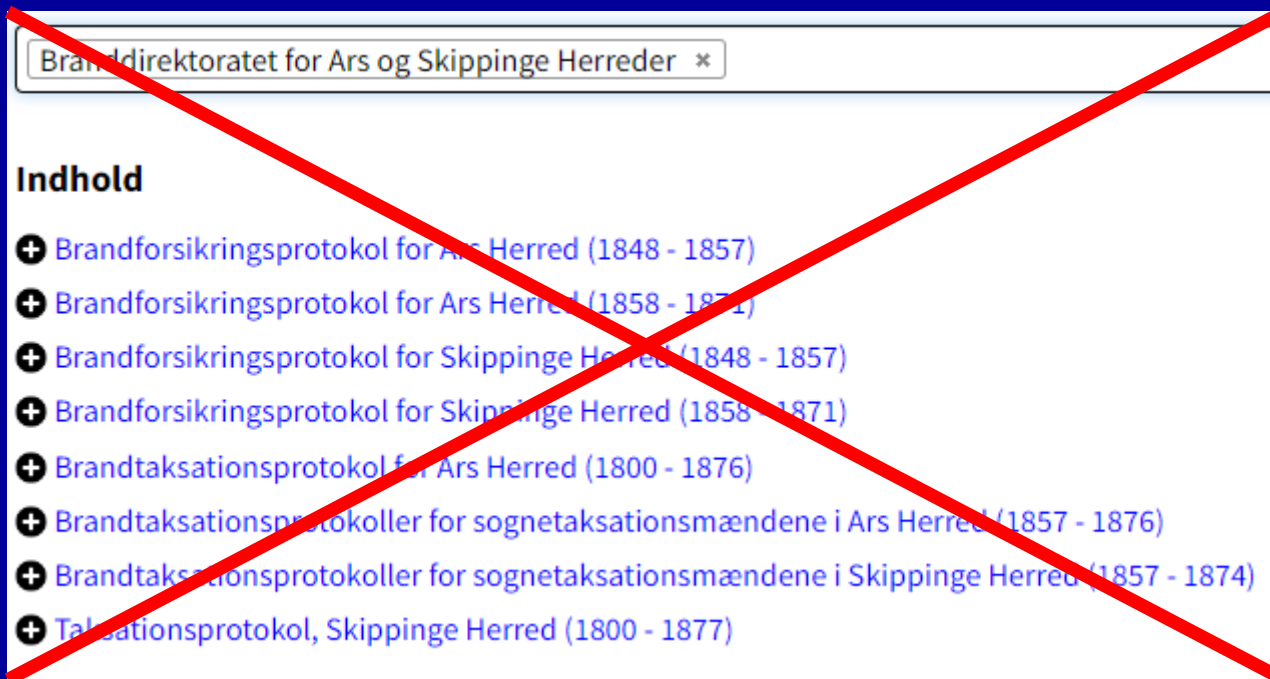 Branddirektoratet for Ars og Skippinge Herreder ×
Indhold
Brandforsikringsprotokol for Ars Herred (1848 - 1857)
Brandforsikringsprotokol for Ars Herred (1858 - 1871)
Brandforsikringsprotokol for Skippinge Herred (1848 - 1857)
Brandforsikringsprotokol for Skippinge Herred (1858 - 1871)
Brandtaksationsprotokol for Ars Herred (1800 - 1876)
Brandtaksationsprotokoller for sognetaksationsmændene i Ars Herred (1857 - 1876)
Brandtaksationsprotokoller for sognetaksationsmændene i Skippinge Herred (1857 - 1874)
Taksationsprotokol, Skippinge Herred (1800 - 1877)